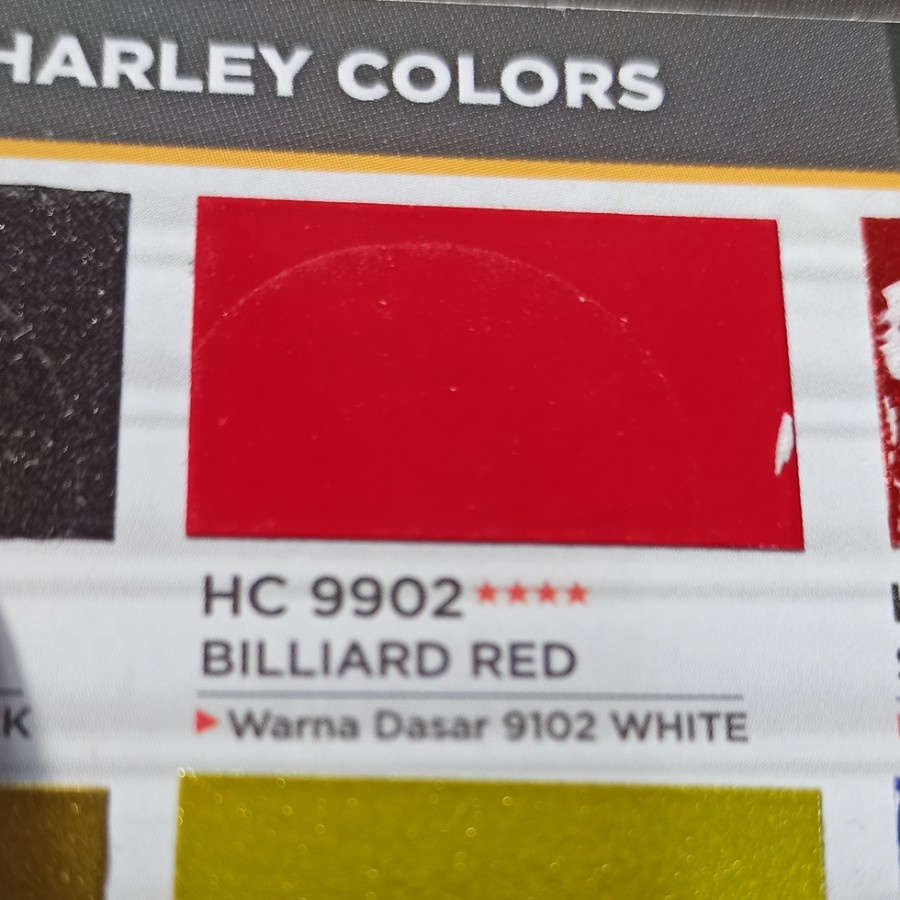 HARLEY COLORS
HC 9902****
BILLIARD RED
K
Warna Dasar 9102 WHITE